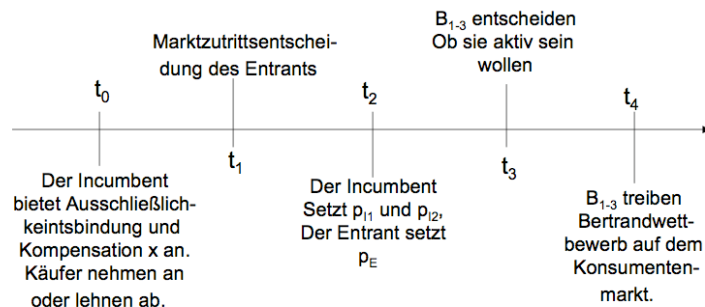 Marktzutrittsentschei-
dung des Entrants
B1-3 entscheiden
Ob sie aktiv sein
wollen
t0
t1
t2
t3
t4
Der Incumbent
bietet Ausschließlich-
keintsbindung und
Kompensation x an.
Käufer nehmen an
oder lehnen ab.
Der Incumbent
Setzt pI1 und pI2,
Der Entrant setzt
pE
B1-3 treiben
Bertrandwett-
bewerb auf dem
Konsumenten-
markt.